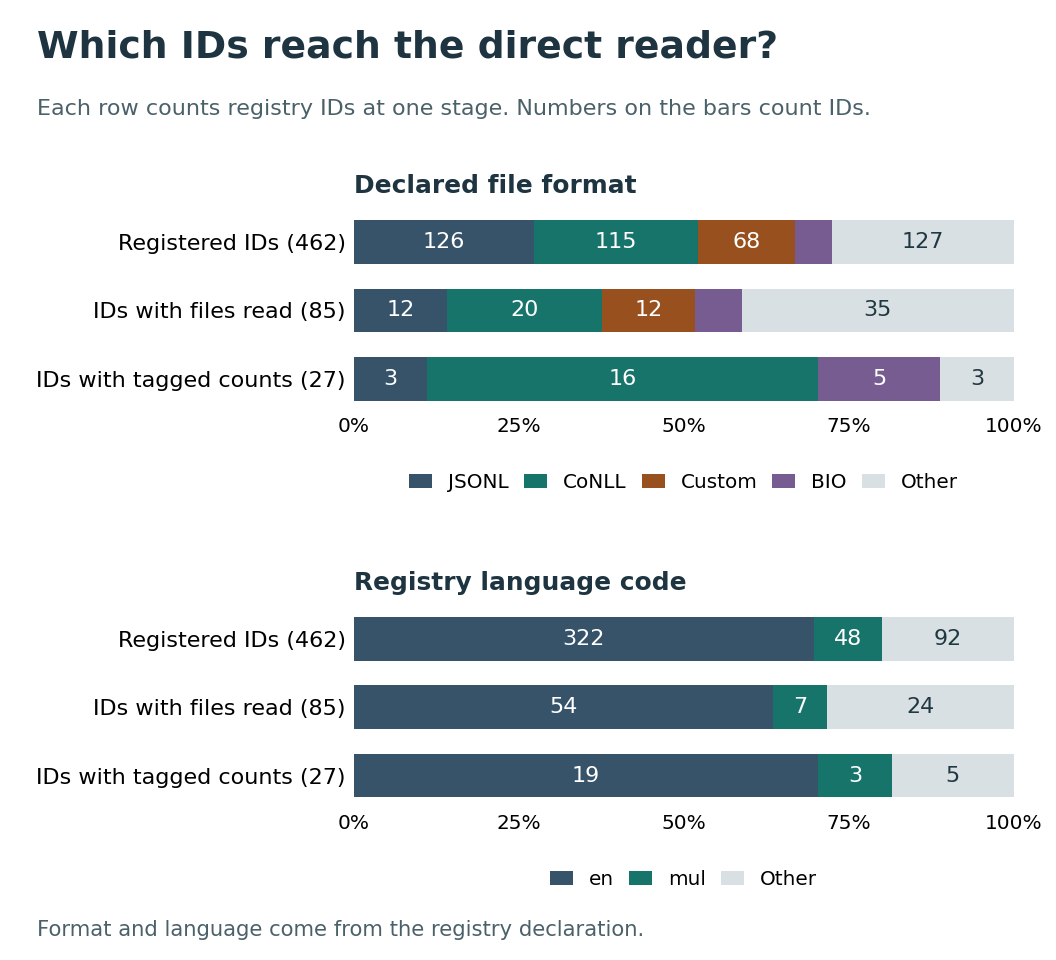 Which IDs reach the direct reader?
Each row counts registry IDs at one stage. Numbers on the bars count IDs.
Declared file format
Registered IDs (462) 126 115 68 127
IDs with files read (85) 12 20 12 35
IDs with tagged counts (27) 3 16 5 3
0% 25% 50% 75% 100%
JSONL CoNLL Custom BIO Other
Registry language code
Registered IDs (462) 322 48 92
IDs with files read (85) 54 7 24
IDs with tagged counts (27) 19 3 5
0% 25% 50% 75% 100%
en mul Other
Format and language come from the registry declaration.